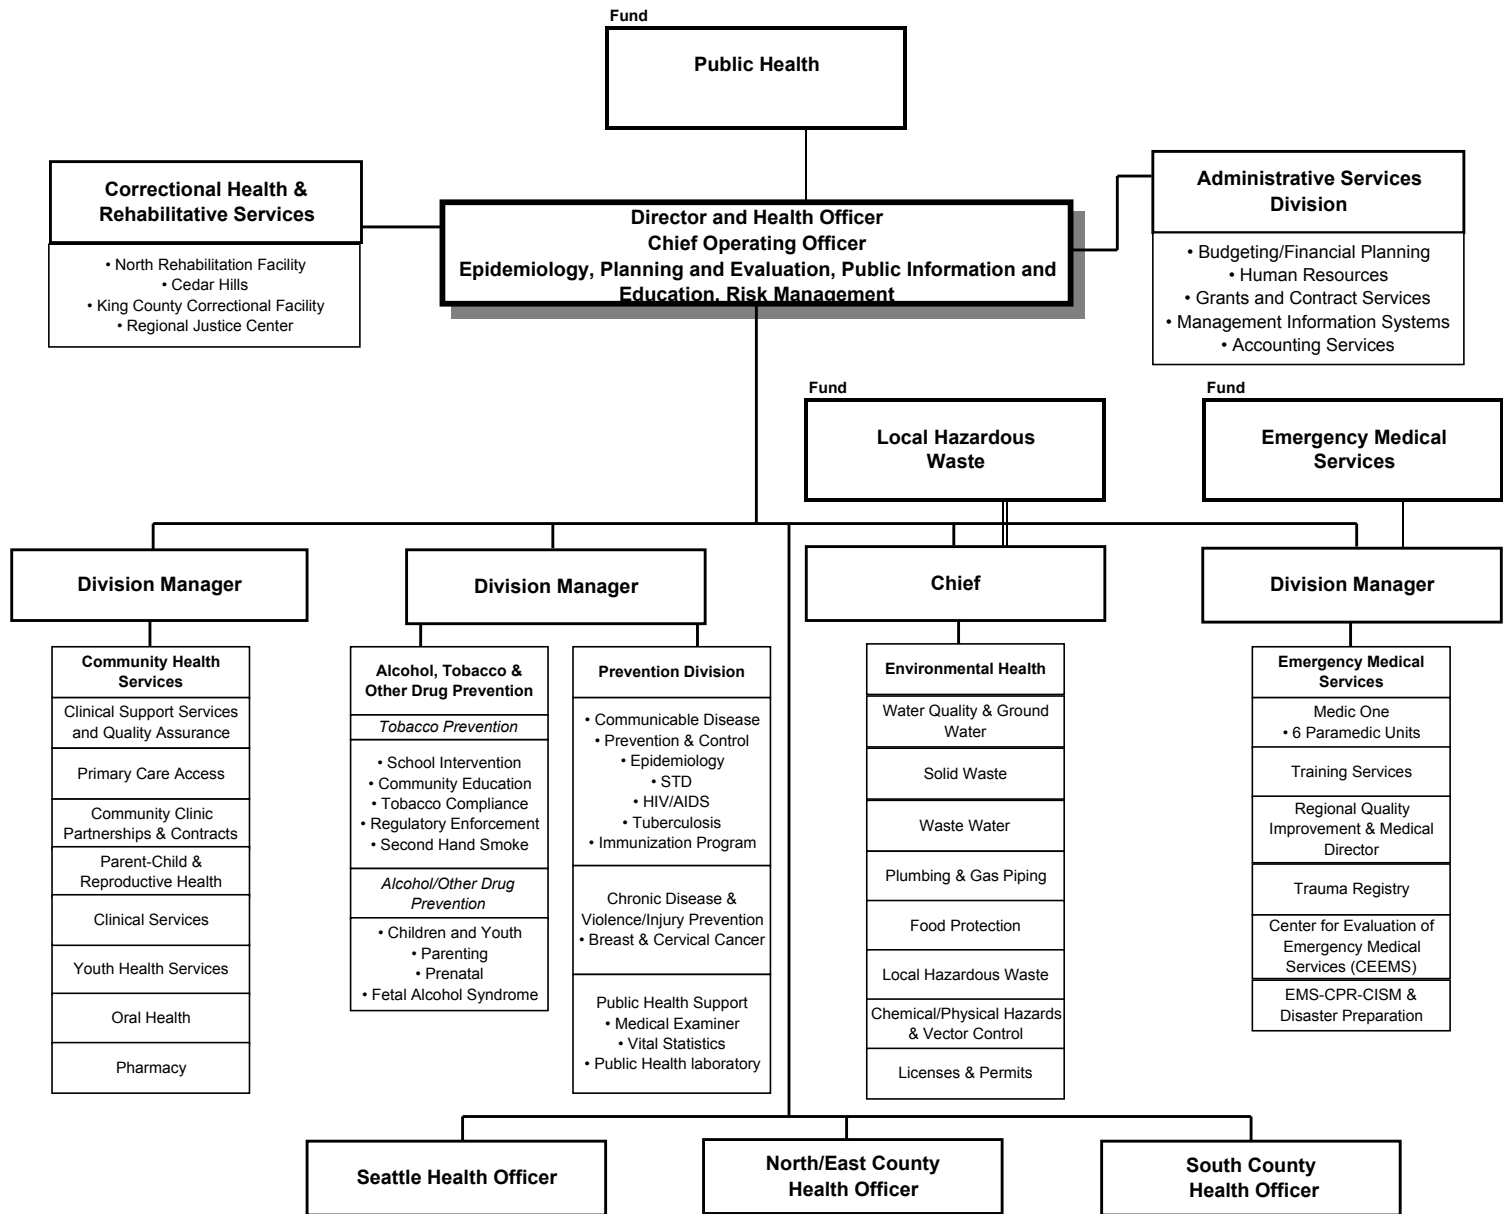 Fund
Public Health
Correctional Health &
Rehabilitative Services
• North Rehabilitation Facility
• Cedar Hills
• King County Correctional Facility
• Regional Justice Center
Director and Health Officer
Chief Operating Officer
Epidemiology, Planning and Evaluation, Public Information and
Education, Risk Management
Administrative Services
Division
• Budgeting/Financial Planning
• Human Resources
• Grants and Contract Services
• Management Information Systems
• Accounting Services
Fund
Local Hazardous
Waste
Fund
Emergency Medical
Services
Division Manager
Community Health
Services
Clinical Support Services
and Quality Assurance
Primary Care Access
Community Clinic
Partnerships & Contracts
Parent-Child &
Reproductive Health
Clinical Services
Youth Health Services
Oral Health
Pharmacy
Division Manager
Alcohol, Tobacco &
Other Drug Prevention
Tobacco Prevention
• School Intervention
• Community Education
• Tobacco Compliance
• Regulatory Enforcement
• Second Hand Smoke
Alcohol/Other Drug
Prevention
• Children and Youth
• Parenting
• Prenatal
• Fetal Alcohol Syndrome
Prevention Division
• Communicable Disease
• Prevention & Control
• Epidemiology
• STD
• HIV/AIDS
• Tuberculosis
• Immunization Program
Chronic Disease &
Violence/Injury Prevention
• Breast & Cervical Cancer
Public Health Support
• Medical Examiner
• Vital Statistics
• Public Health laboratory
Chief
Environmental Health
Water Quality & Ground
Water
Solid Waste
Waste Water
Plumbing & Gas Piping
Food Protection
Local Hazardous Waste
Chemical/Physical Hazards
& Vector Control
Licenses & Permits
Division Manager
Emergency Medical
Services
Medic One
• 6 Paramedic Units
Training Services
Regional Quality
Improvement & Medical
Director
Trauma Registry
Center for Evaluation of
Emergency Medical
Services (CEEMS)
EMS-CPR-CISM &
Disaster Preparation
Seattle Health Officer
North/East County
Health Officer
South County
Health Officer